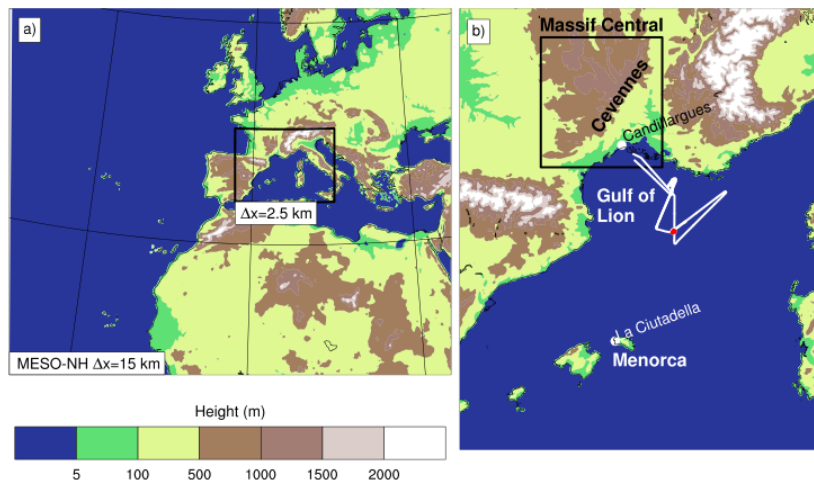 a)
Δx=2.5 km
MESO-NH Δx=15 km
Height (m)
5 100 500 1000 1500 2000
b)
Massif Central
Cevennes
Candillargues
Gulf of
Lion
La Ciutadella
Menorca